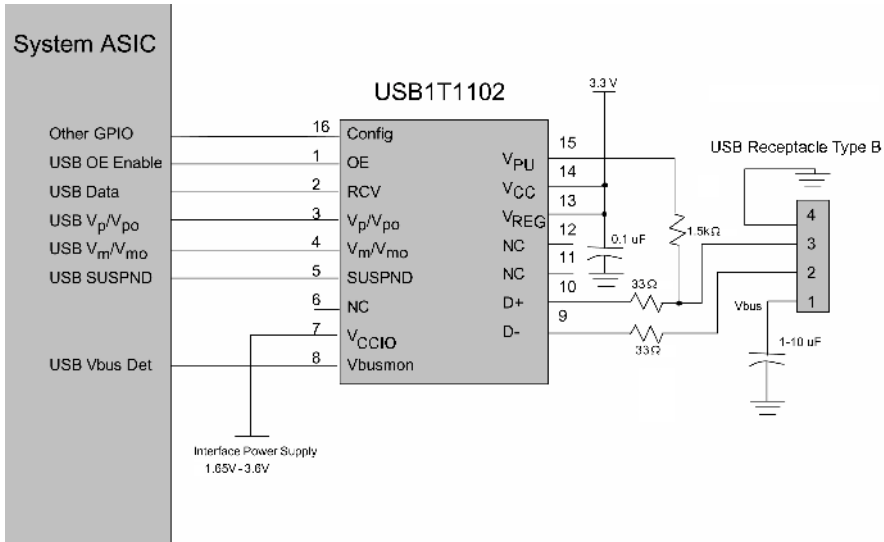 System ASIC
USB1T1102
3.3 V
Other GPIO
16
Config
15
USB Receptacle Type B
USB OE Enable
1
OE
VPU
14
USB Data
2
RCV
VCC
13
USB Vp/Vpo
3
Vp/Vpo
VREG
12
1.5kΩ
4
USB Vm/Vmo
4
Vm/Vmo
NC
11
0.1 uF
3
USB SUSPND
5
SUSPND
NC
10
33Ω
2
6
NC
D+
9
Vbus
1
7
VCCIO
D-
33Ω
1-10 uF
USB Vbus Det
8
Vbusmon
Interface Power Supply
1.65V-3.6V